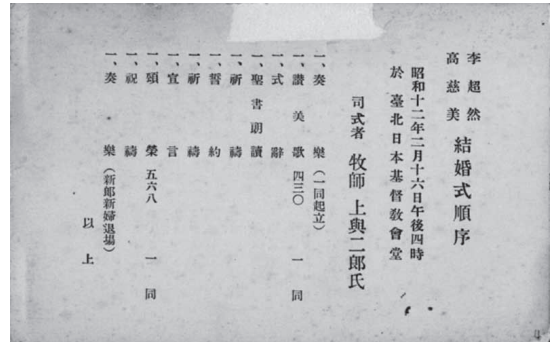 李超然
高慈美 結婚式順序
昭和十二年二月十六日午後四時
於 臺北日本基督敎會堂
司式者 牧師 上與二郎氏
一、奏樂(一同起立)
一、讚美歌 四三〇 一同
一、式辭
一、聖書朗讀
一、祈禱
一、誓約
一、祈禱
一、宣言
一、頌榮 五六八 一同
一、祝禱
一、奏樂(新郎新婦退場)
以上